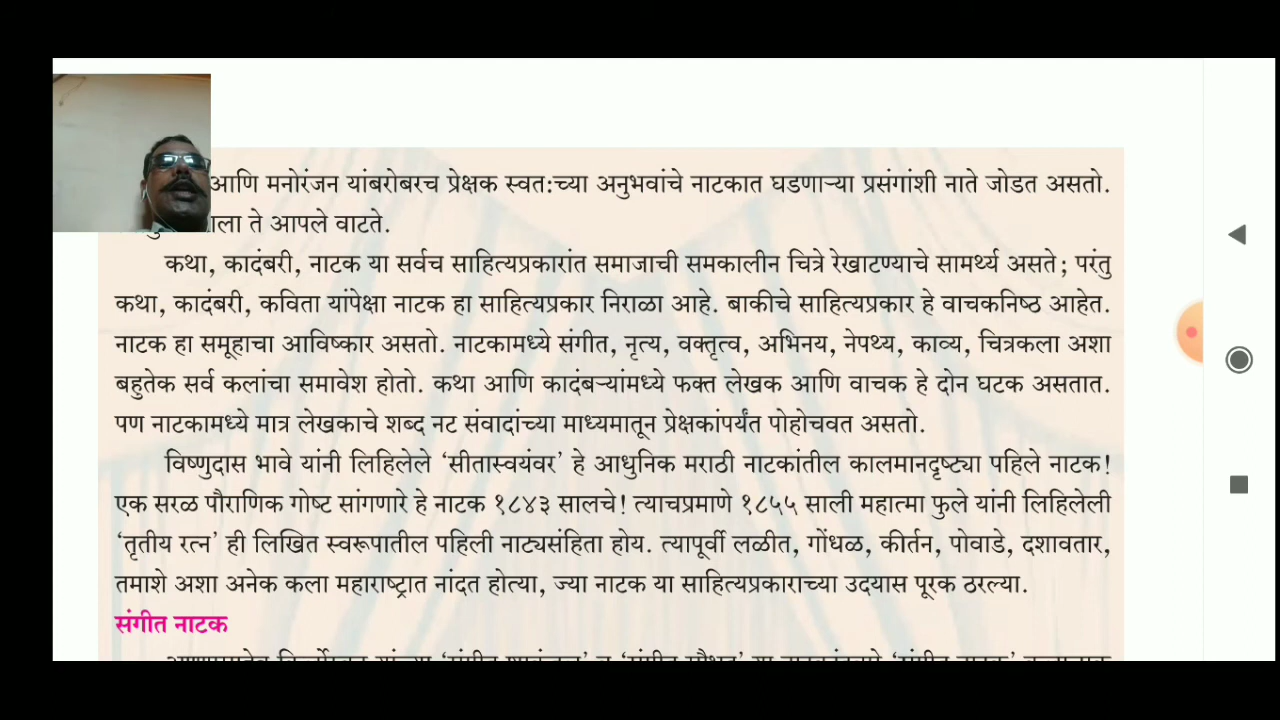 आणि मनोरंजन यांबरोबरच प्रेक्षक स्वत:च्या अनुभवांचे नाटकात घडणाऱ्या प्रसंगांशी नाते जोडत असतो.
ला ते आपले वाटते.
कथा, कादंबरी, नाटक या सर्वच साहित्यप्रकारांत समाजाची समकालीन चित्रे रेखाटण्याचे सामर्थ्य असते; परंतु
कथा, कादंबरी, कविता यांपेक्षा नाटक हा साहित्यप्रकार निराळा आहे. बाकीचे साहित्यप्रकार हे वाचकनिष्ठ आहेत.
नाटक हा समूहाचा आविष्कार असतो. नाटकामध्ये संगीत, नृत्य, वक्तृत्व, अभिनय, नेपथ्य, काव्य, चित्रकला अशा
बहुतेक सर्व कलांचा समावेश होतो. कथा आणि कादंबऱ्यांमध्ये फक्त लेखक आणि वाचक हे दोन घटक असतात.
पण नाटकामध्ये मात्र लेखकाचे शब्द नट संवादांच्या माध्यमातून प्रेक्षकांपर्यंत पोहोचवत असतो.
विष्णुदास भावे यांनी लिहिलेले ‘सीतास्वयंवर’ हे आधुनिक मराठी नाटकांतील कालमानदृष्ट्या पहिले नाटक!
एक सरळ पौराणिक गोष्ट सांगणारे हे नाटक १८४३ सालचे! त्याचप्रमाणे १८५५ साली महात्मा फुले यांनी लिहिलेली
‘तृतीय रत्न’ ही लिखित स्वरूपातील पहिली नाट्यसंहिता होय. त्यापूर्वी लळीत, गोंधळ, कीर्तन, पोवाडे, दशावतार,
तमाशे अशा अनेक कला महाराष्ट्रात नांदत होत्या, ज्या नाटक या साहित्यप्रकाराच्या उदयास पूरक ठरल्या.
संगीत नाटक